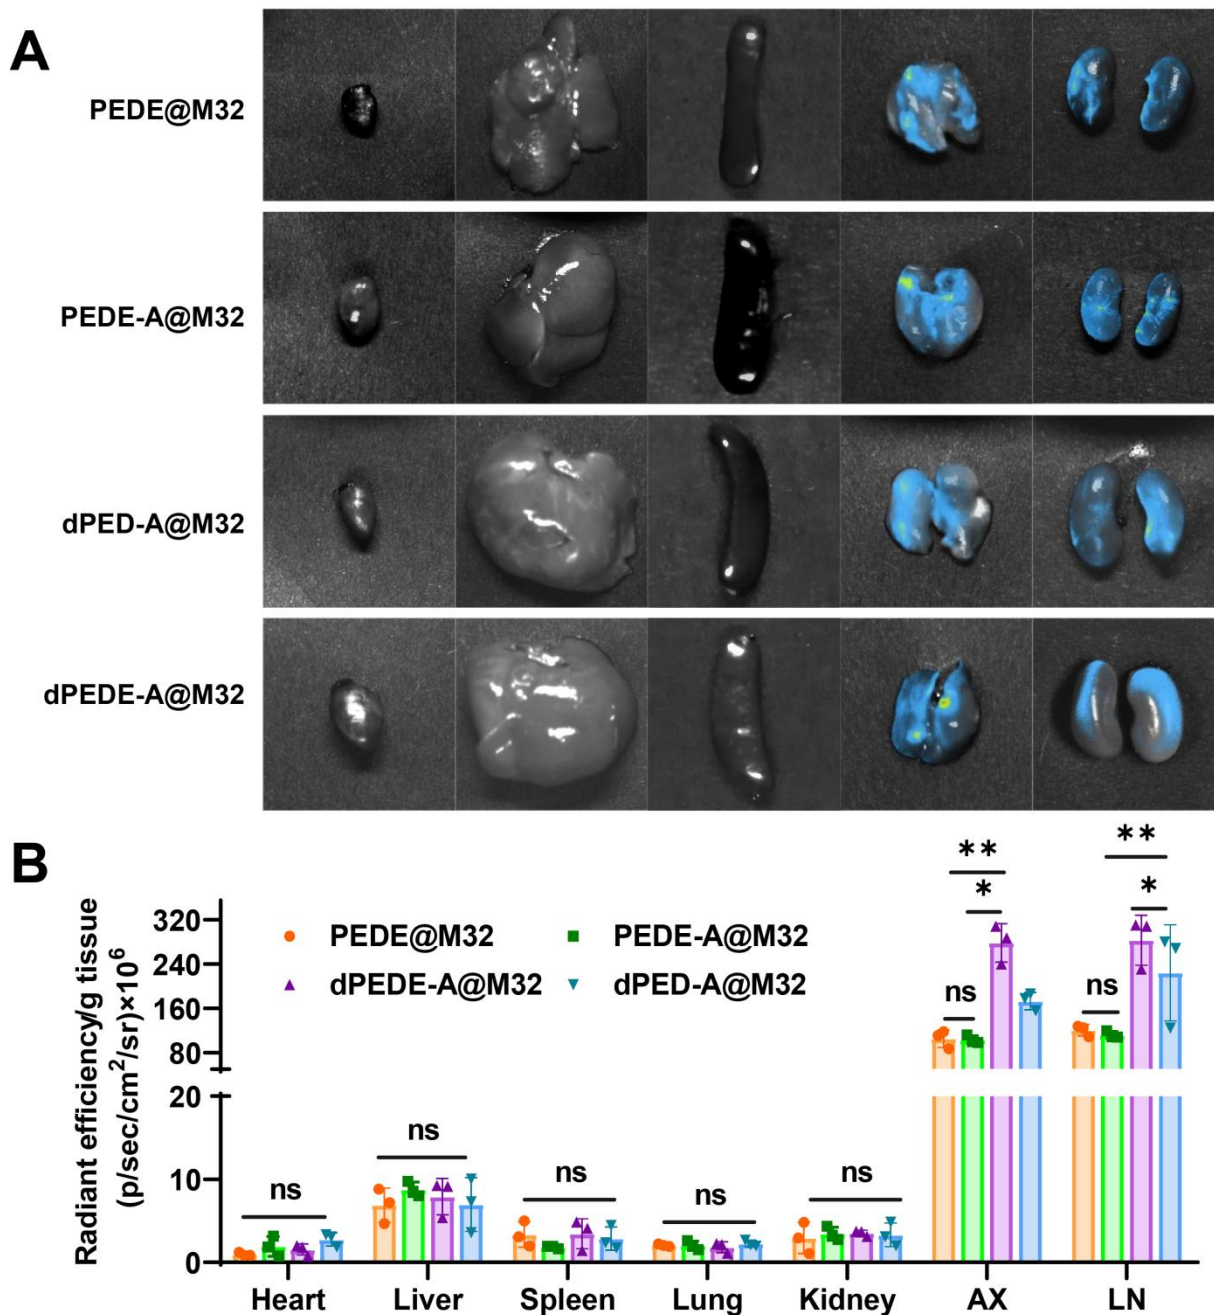 A
PEDE@M32
PEDE-A@M32
dPED-A@M32
dPEDE-A@M32
B
Radiant efficiency/g tissue
(p/sec/cm²/sr)×10⁶
320
240
160
80
20
10
0
PEDE@M32
PEDE-A@M32
dPEDE-A@M32
dPED-A@M32
ns
ns
ns
ns
ns
ns
*
**
ns
*
**
Heart
Liver
Spleen
Lung
Kidney
AX
LN